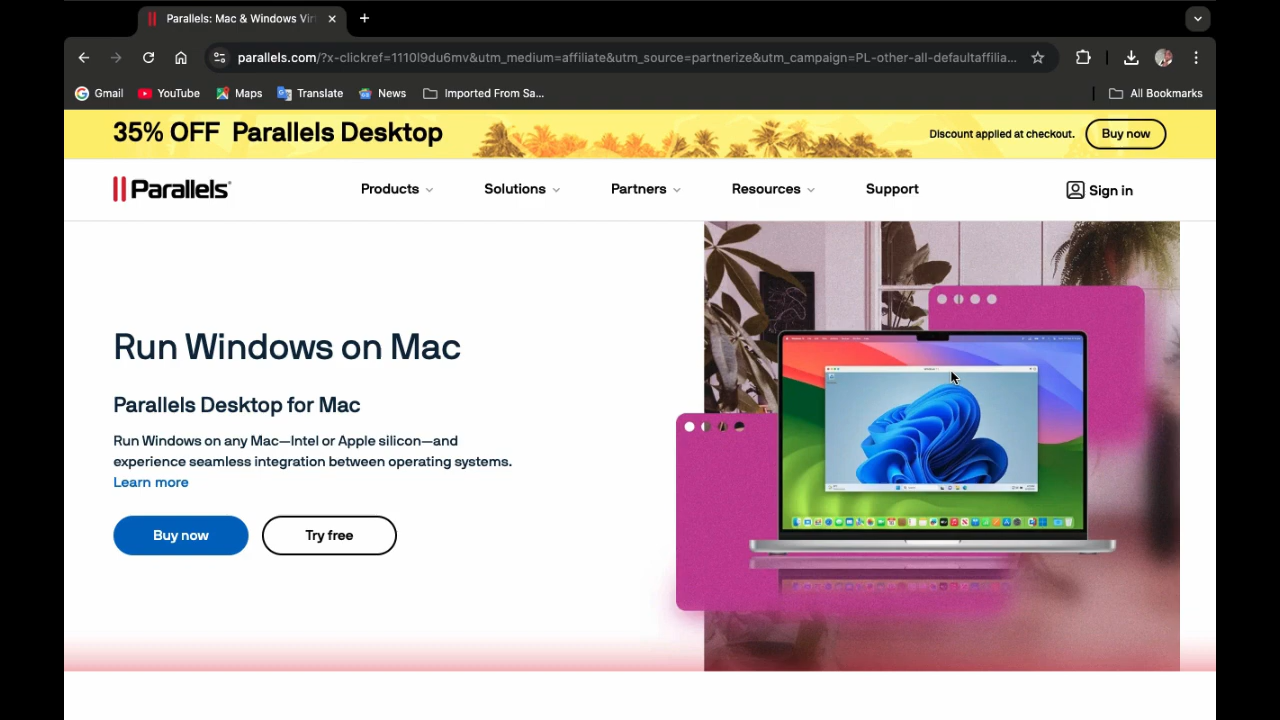 Parallels: Mac & Windows Vir
parallels.com/?x-clickref=1110l9du6mv&utm_medium=affiliate&utm_source=partnerize&utm_campaign=PL-other-all-defaultaffilia...
Gmail YouTube Maps Translate News Imported From Sa... All Bookmarks
35% OFF Parallels Desktop Discount applied at checkout. Buy now
Parallels Products Solutions Partners Resources Support Sign in
Run Windows on Mac
Parallels Desktop for Mac
Run Windows on any Mac—Intel or Apple silicon—and
experience seamless integration between operating systems.
Learn more
Buy now Try free